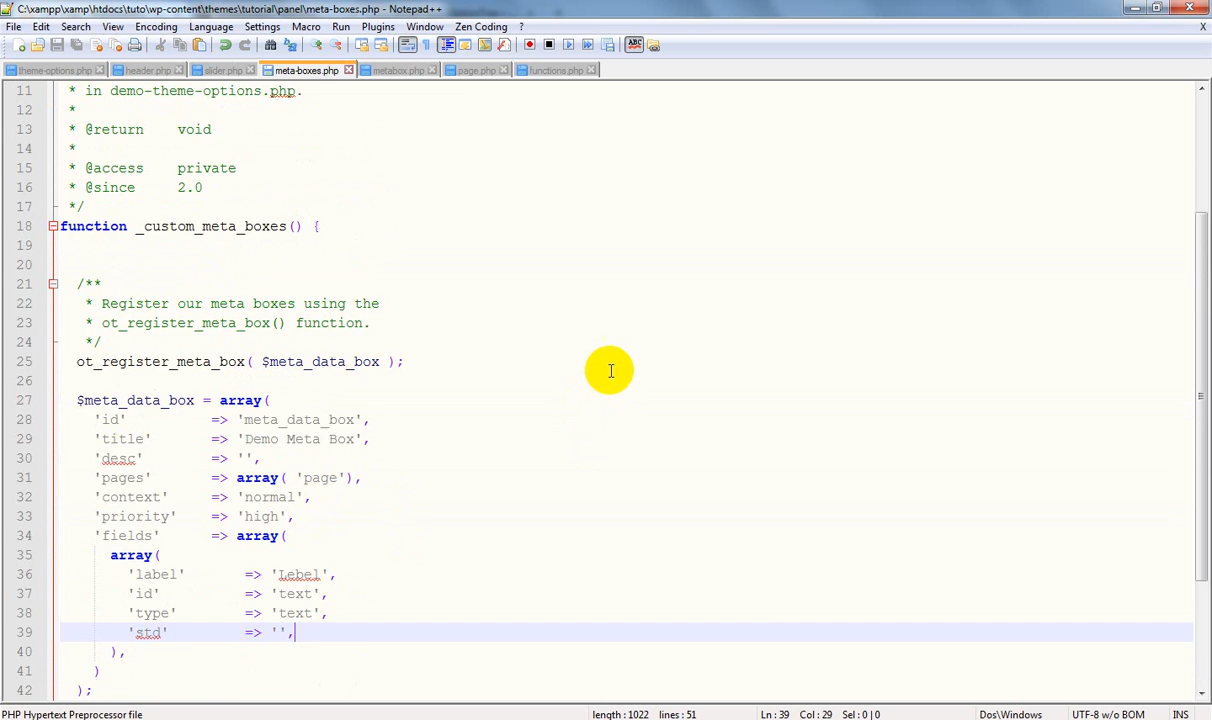 C:\xampp\xamp\htdocs\tuto\wp-content\themes\tutorial\panel\meta-boxes.php - Notepad++
File Edit Search View Encoding Language Settings Macro Run Plugins Window Zen Coding X
theme-options.php header.php slider.php meta-boxes.php metabox.php page.php functions.php
11 * in demo-theme-options.php.
12 *
13 * @return void
14 *
15 * @access private
16 * @since 2.0
17 */
18 function _custom_meta_boxes() {
19
20
21 /**
22 * Register our meta boxes using the
23 * ot_register_meta_box() function.
24 */
25 ot_register_meta_box( $meta_data_box );
26
27 $meta_data_box = array(
28 'id' => 'meta_data_box',
29 'title' => 'Demo Meta Box',
30 'desc' => '',
31 'pages' => array( 'page'),
32 'context' => 'normal',
33 'priority' => 'high',
34 'fields' => array(
35 array(
36 'label' => 'Lebel',
37 'id' => 'text',
38 'type' => 'text',
39 'std' => '',
40 ),
41 )
42 );
PHP Hypertext Preprocessor file length : 1022 lines : 51 Ln : 39 Col : 29 Sel : 0 | 0 Dos\Windows UTF-8 w/o BOM INS